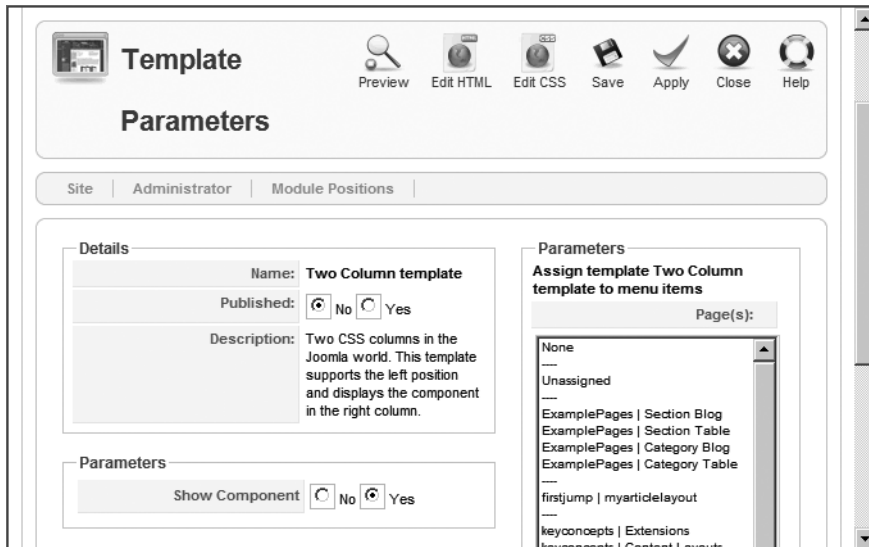 Template
Parameters
Preview Edit HTML Edit CSS Save Apply Close Help
Site Administrator Module Positions
Details
Name: Two Column template
Published: No Yes
Description: Two CSS columns in the
Joomla world. This template
supports the left position
and displays the component
in the right column.
Parameters
Show Component No Yes
Parameters
Assign template Two Column
template to menu items
Page(s):
None
----
Unassigned
----
ExamplePages | Section Blog
ExamplePages | Section Table
ExamplePages | Category Blog
ExamplePages | Category Table
----
firstjump | myarticlelayout
----
keyconcepts | Extensions
keyconcepts | Content Layouts